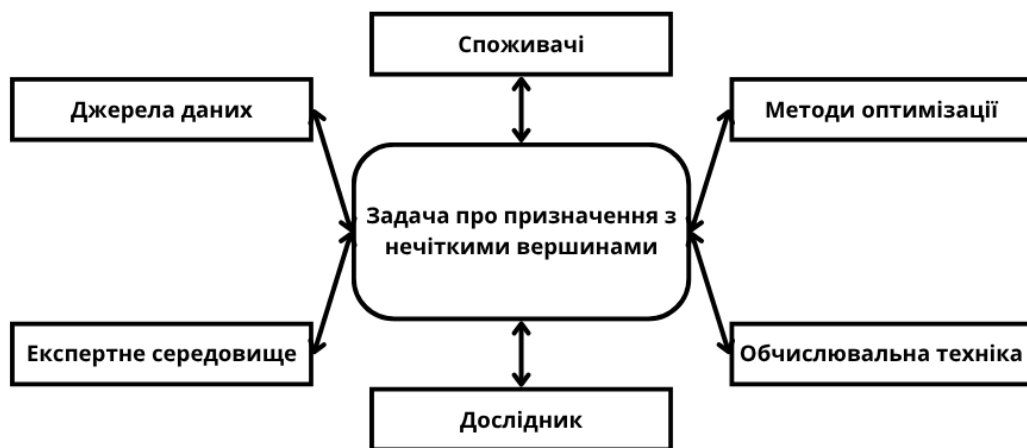 Споживачі
Джерела даних
Методи оптимізації
Задача про призначення з
нечіткими вершинами
Експертне середовище
Обчислювальна техніка
Дослідник